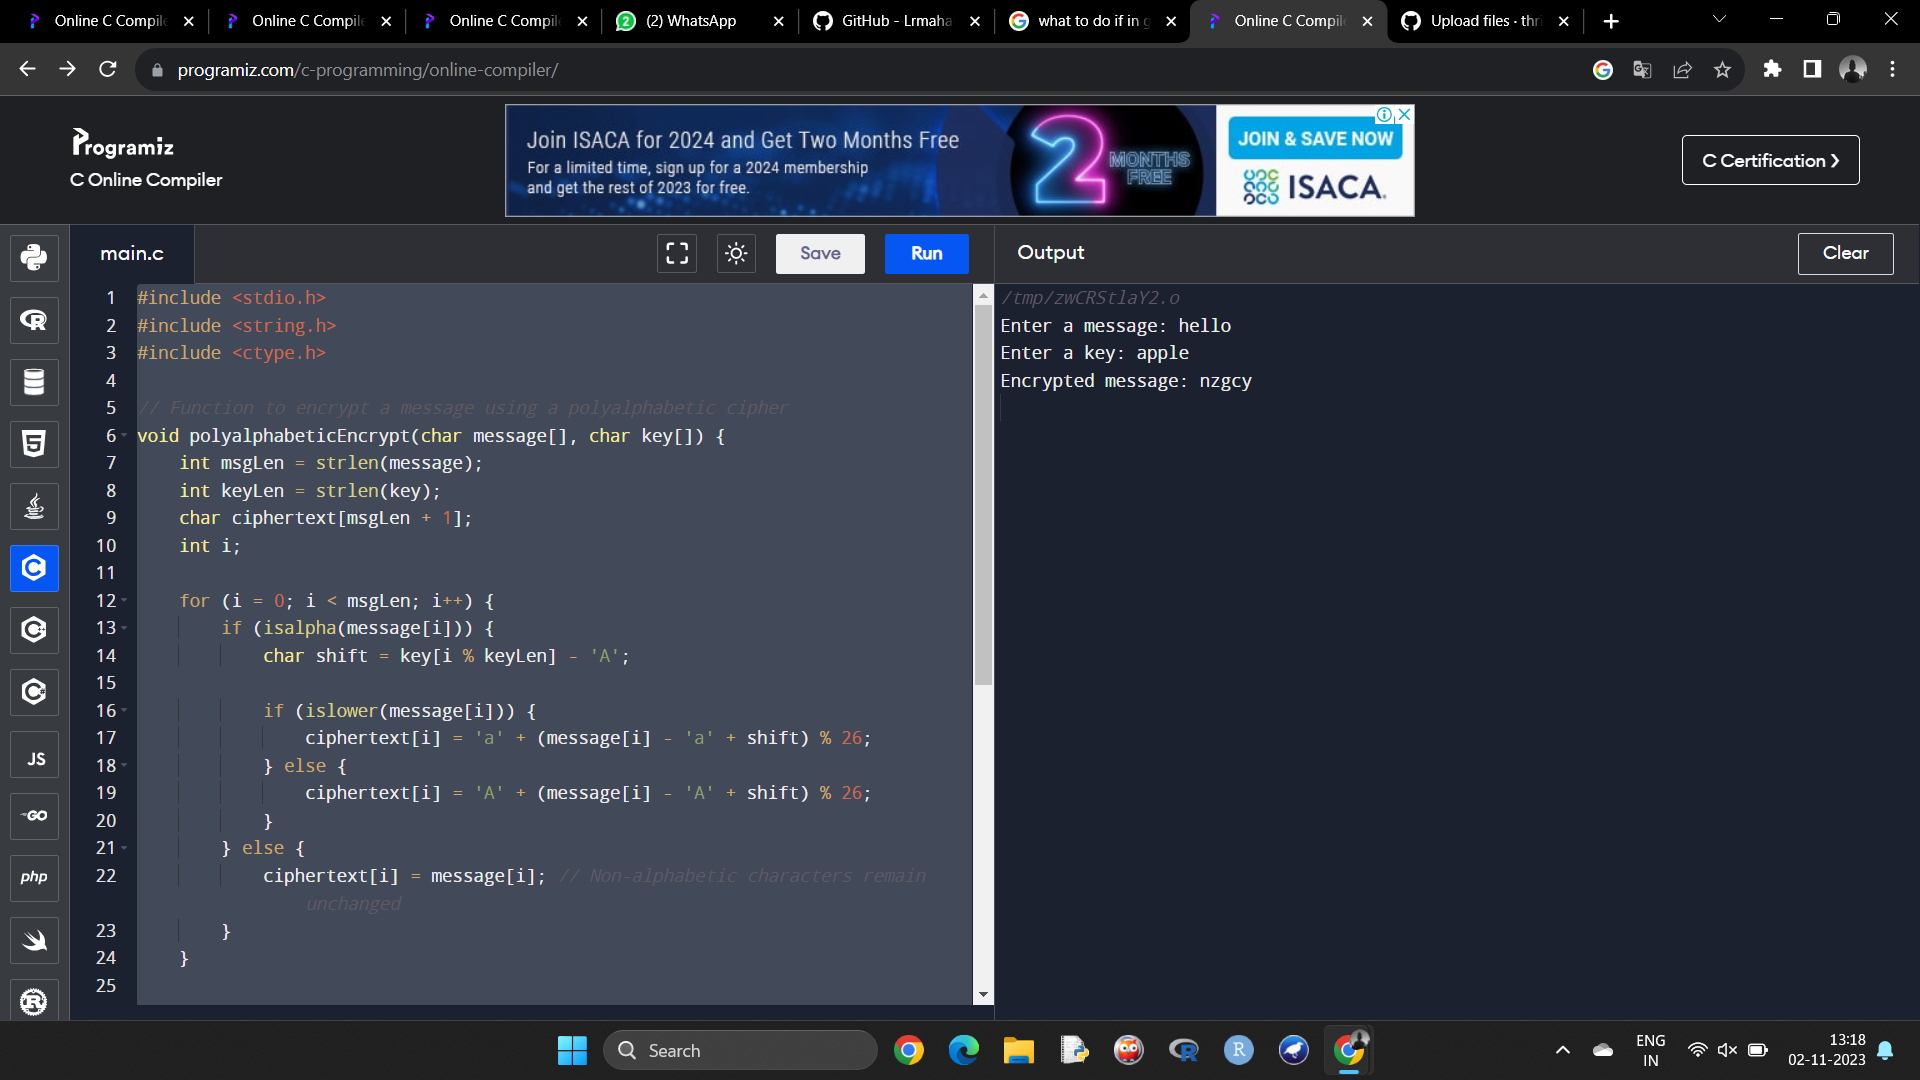 Online C Compile
Online C Compile
Online C Compile
(2) WhatsApp
GitHub - Lrmaha
what to do if in g
Online C Compile
Upload files · thri
programiz.com/c-programming/online-compiler/
Programiz
C Online Compiler
Join ISACA for 2024 and Get Two Months Free
For a limited time, sign up for a 2024 membership
and get the rest of 2023 for free.
2 MONTHS
FREE
JOIN & SAVE NOW
ISACA.
C Certification >
main.c
Save
Run
Output
Clear
1 #include <stdio.h>
2 #include <string.h>
3 #include <ctype.h>
4
5 // Function to encrypt a message using a polyalphabetic cipher
6 void polyalphabeticEncrypt(char message[], char key[]) {
7 int msgLen = strlen(message);
8 int keyLen = strlen(key);
9 char ciphertext[msgLen + 1];
10 int i;
11
12 for (i = 0; i < msgLen; i++) {
13 if (isalpha(message[i])) {
14 char shift = key[i % keyLen] - 'A';
15
16 if (islower(message[i])) {
17 ciphertext[i] = 'a' + (message[i] - 'a' + shift) % 26;
18 } else {
19 ciphertext[i] = 'A' + (message[i] - 'A' + shift) % 26;
20 }
21 } else {
22 ciphertext[i] = message[i]; // Non-alphabetic characters remain
unchanged
23 }
24 }
25
/tmp/zwCRStlaY2.o
Enter a message: hello
Enter a key: apple
Encrypted message: nzgcy
JS
GO
php
Search
ENG
IN
13:18
02-11-2023